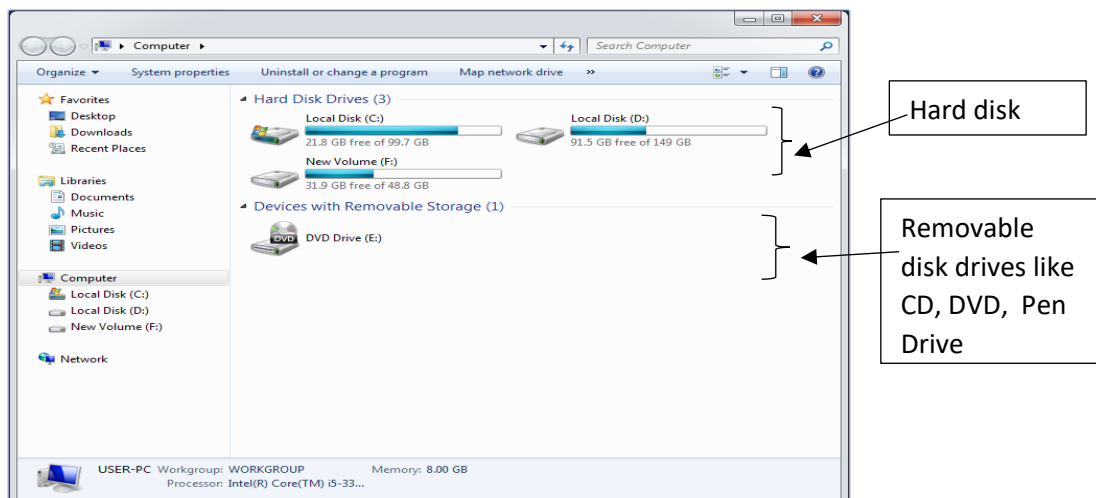 Computer
Search Computer
Organize
System properties
Uninstall or change a program
Map network drive
»
Favorites
Desktop
Downloads
Recent Places
Libraries
Documents
Music
Pictures
Videos
Computer
Local Disk (C:)
Local Disk (D:)
New Volume (F:)
Network
Hard Disk Drives (3)
Local Disk (C:)
21.8 GB free of 99.7 GB
Local Disk (D:)
91.5 GB free of 149 GB
New Volume (F:)
31.9 GB free of 48.8 GB
Devices with Removable Storage (1)
DVD
DVD Drive (E:)
USER-PC Workgroup: WORKGROUP Memory: 8.00 GB
Processor: Intel(R) Core(TM) i5-33...
Hard disk
Removable
disk drives like
CD, DVD, Pen
Drive